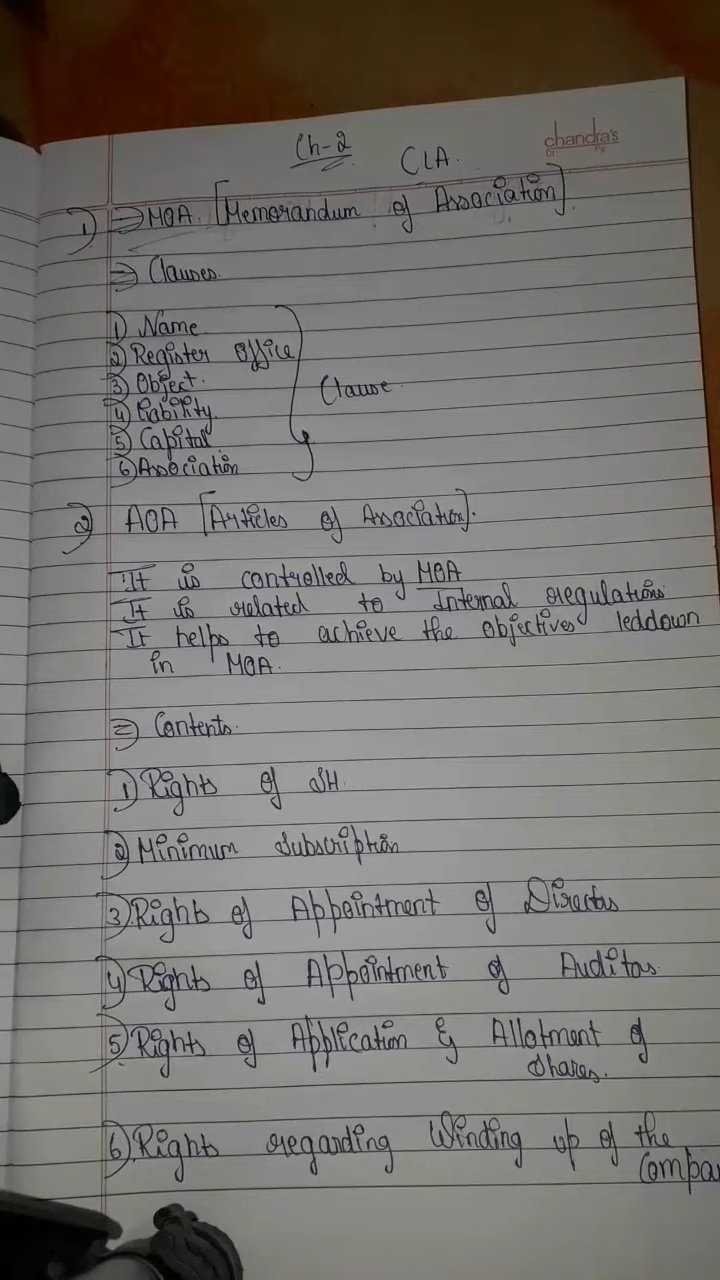 Ch-2
CLA.
chandra's
1) ⇒ MOA. [Memorandum of Association].
⇒ Clauses.
1) Name
2) Register office
3) Object.
4) Liability
5) Capital
6) Association
Clause.
2) AOA [Articles of Association].
It is controlled by MOA
It is related to Internal regulations
It helps to achieve the objectives leddown
in MOA.
⇒ Contents.
1) Rights of SH.
2) Minimum Subscription
3) Rights of Appointment of Directos
4) Rights of Appointment of Auditos.
5) Rights of Application & Allotment of
Shares.
6) Rights regarding Winding up of the
Compa